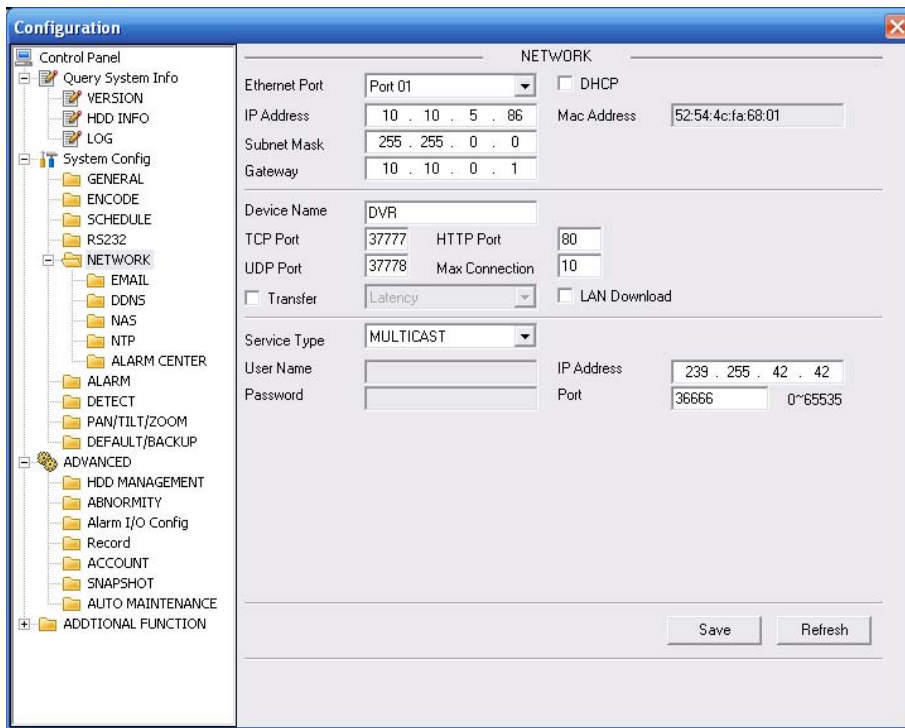 Configuration
Control Panel
Query System Info
VERSION
HDD INFO
LOG
System Config
GENERAL
ENCODE
SCHEDULE
RS232
NETWORK
EMAIL
DDNS
NAS
NTP
ALARM CENTER
ALARM
DETECT
PAN/TILT/ZOOM
DEFAULT/BACKUP
ADVANCED
HDD MANAGEMENT
ABNORMITY
Alarm I/O Config
Record
ACCOUNT
SNAPSHOT
AUTO MAINTENANCE
ADDTIONAL FUNCTION
NETWORK
Ethernet Port Port 01 DHCP
IP Address 10 . 10 . 5 . 86 Mac Address 52:54:4c:fa:68:01
Subnet Mask 255 . 255 . 0 . 0
Gateway 10 . 10 . 0 . 1
Device Name DVR
TCP Port 37777 HTTP Port 80
UDP Port 37778 Max Connection 10
Transfer Latency LAN Download
Service Type MULTICAST
User Name IP Address 239 . 255 . 42 . 42
Password Port 36666 0~65535
Save Refresh